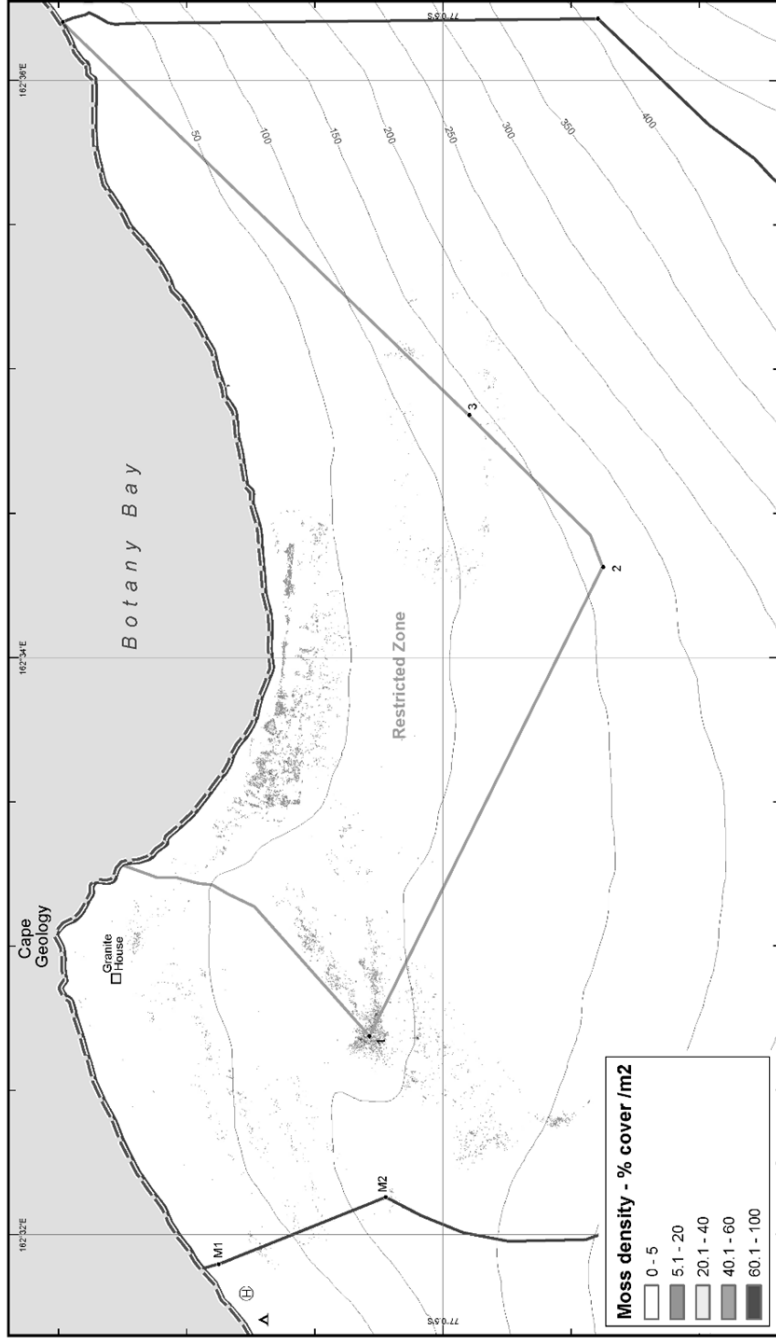 162°36'E
162°34'E
162°32'E
77°0.5'S
77°0.5'S
Botany Bay
Cape
Geology
Granite
House
Restricted Zone
50
100
150
200
250
300
350
400
1
2
3
M1
M2
H
Moss density - % cover /m2
0 - 5
5.1 - 20
20.1 - 40
40.1 - 60
60.1 - 100